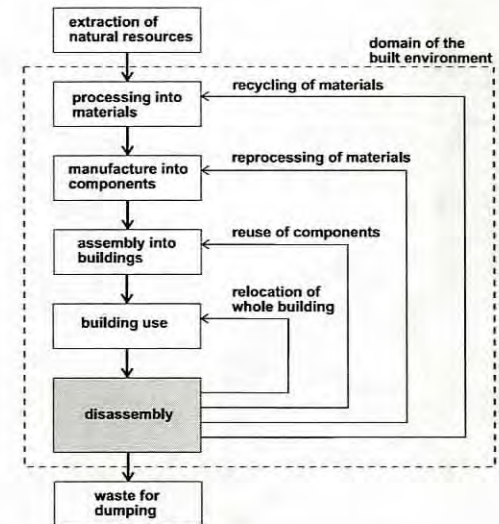 extraction of
natural resources
domain of the
built environment
processing into
materials
recycling of materials
manufacture into
components
reprocessing of materials
assembly into
buildings
reuse of components
relocation of
whole building
building use
disassembly
waste for
dumping